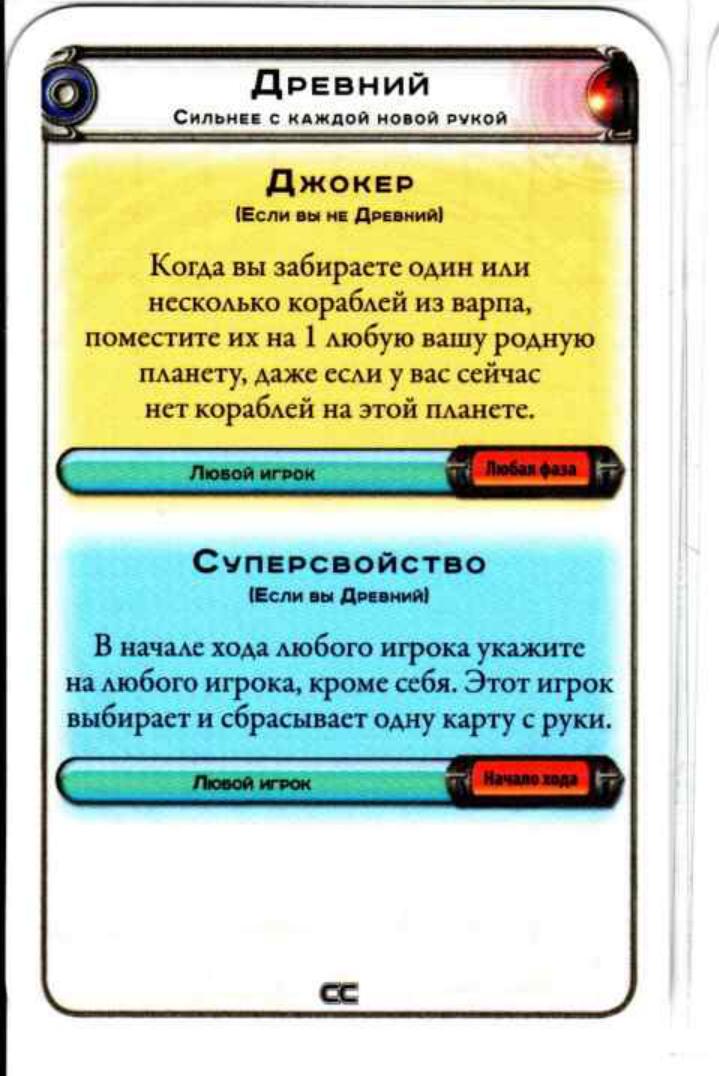 Древний
Сильнее с каждой новой рукой
Джокер
(Если вы не Древний)
Когда вы забираете один или
несколько кораблей из варпа,
поместите их на 1 любую вашу родную
планету, даже если у вас сейчас
нет кораблей на этой планете.
Любой игрок
Любая фаза
Суперсвойство
(Если вы Древний)
В начале хода любого игрока укажите
на любого игрока, кроме себя. Этот игрок
выбирает и сбрасывает одну карту с руки.
Любой игрок
Начало хода
CC